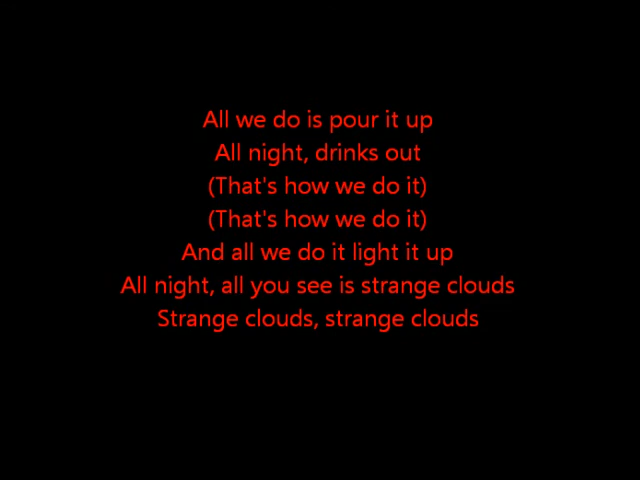 All we do is pour it up
All night, drinks out
(That's how we do it)
(That's how we do it)
And all we do it light it up
All night, all you see is strange clouds
Strange clouds, strange clouds